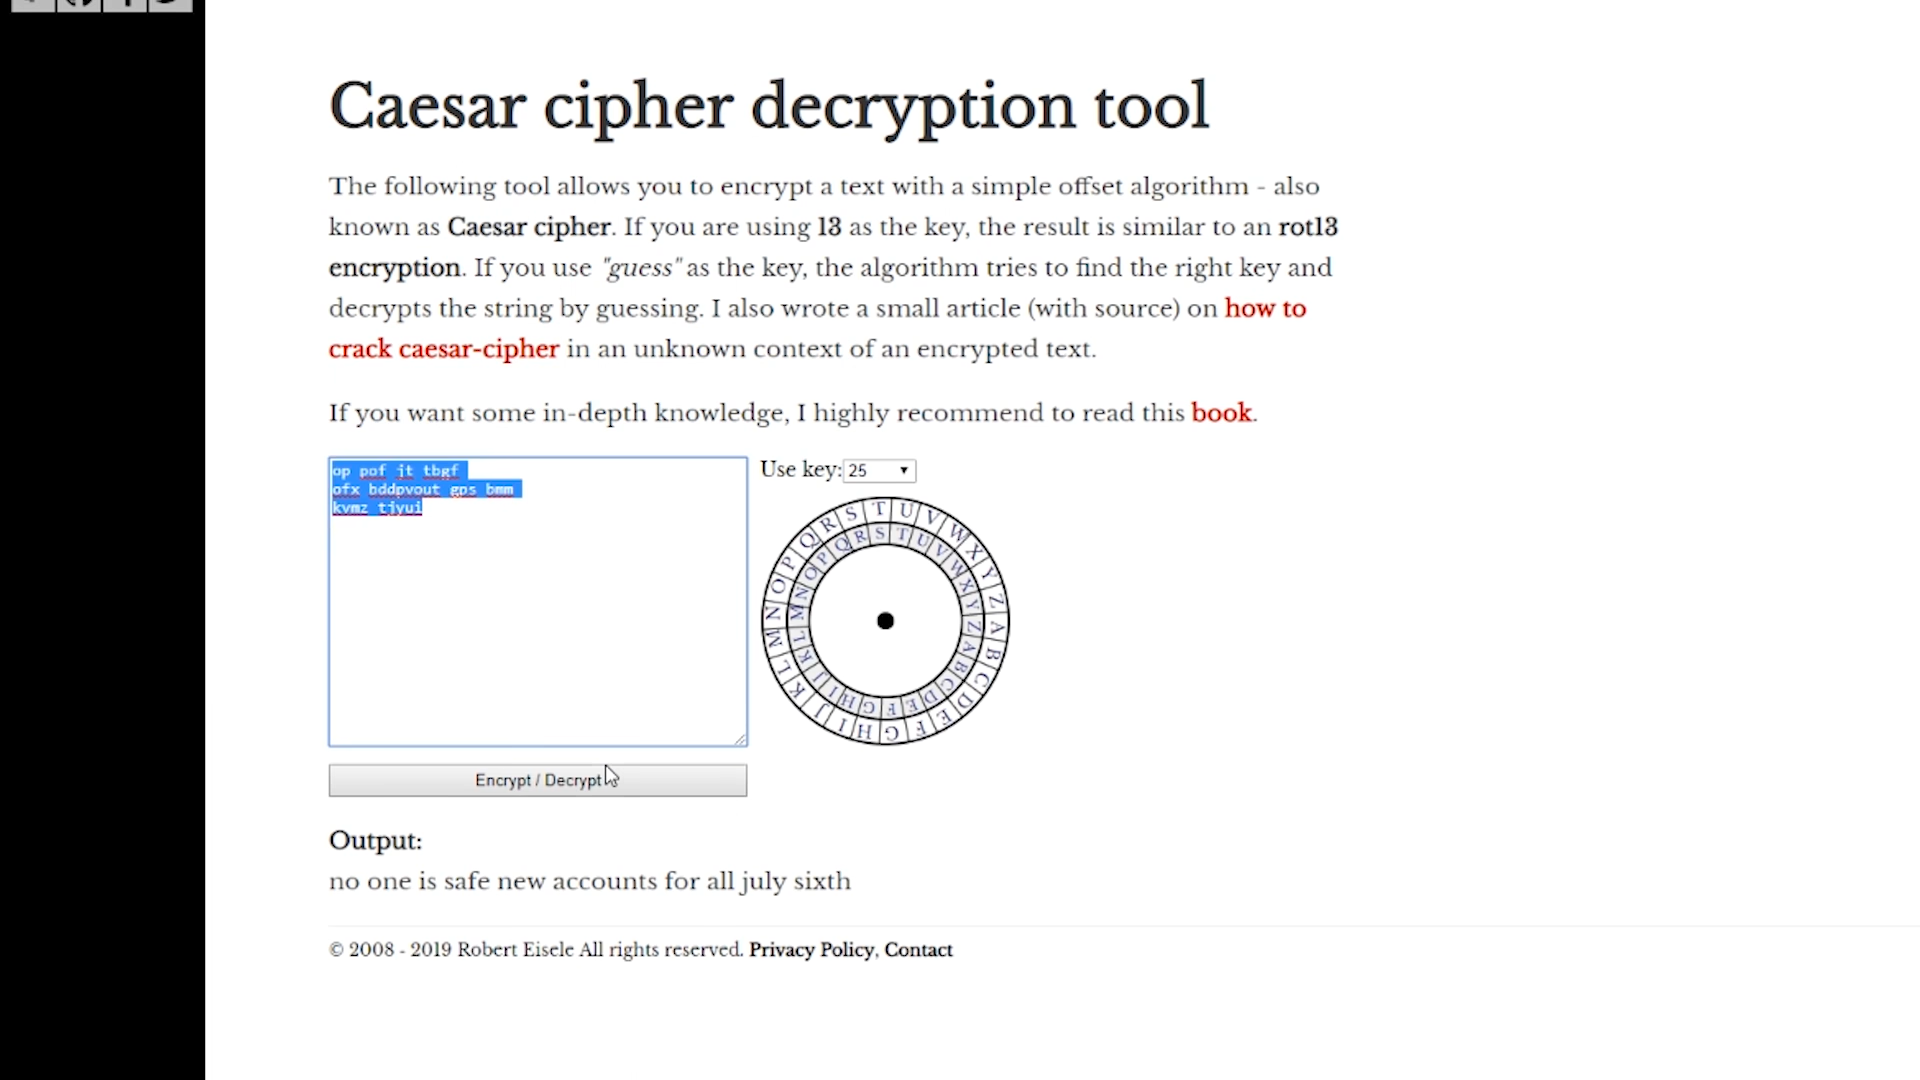 Caesar cipher decryption tool
The following tool allows you to encrypt a text with a simple offset algorithm - also
known as Caesar cipher. If you are using 13 as the key, the result is similar to an rot13
encryption. If you use "guess" as the key, the algorithm tries to find the right key and
decrypts the string by guessing. I also wrote a small article (with source) on how to
crack caesar-cipher in an unknown context of an encrypted text.
If you want some in-depth knowledge, I highly recommend to read this book.
op pof jt tbgf
ofx bddpvout gps bmm
kvmz tjyui
Use key: 25
A B C D E F G H I J K L M N O P Q R S T U V W X Y Z
A B C D E F G H I J K L M N O P Q R S T U V W X Y Z
Encrypt / Decrypt
Output:
no one is safe new accounts for all july sixth
© 2008 - 2019 Robert Eisele All rights reserved. Privacy Policy, Contact